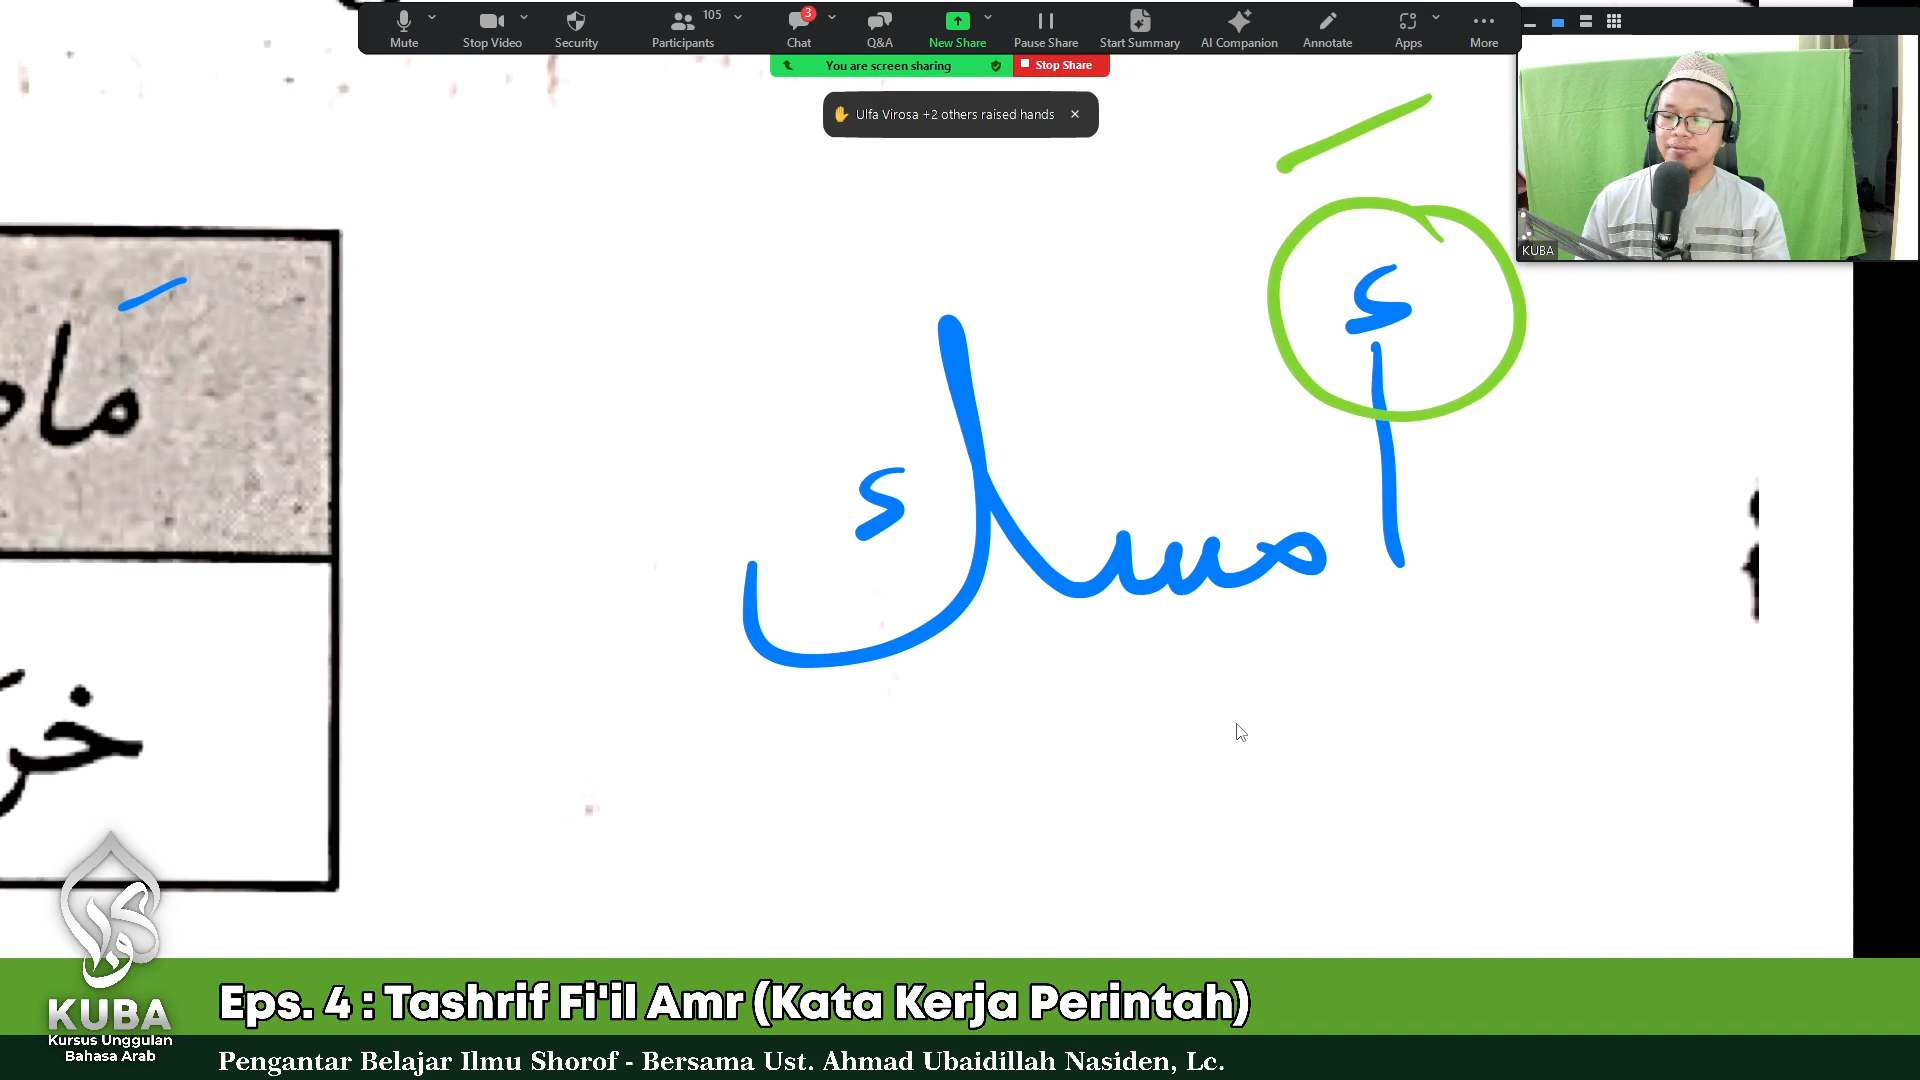 Mute
Stop Video
Security
Participants 105
Chat 3
Q&A
New Share
Pause Share
Start Summary
AI Companion
Annotate
Apps
More
You are screen sharing
Stop Share
Ulfa Virosa +2 others raised hands
KUBA
أمسك
KUBA
Kursus Unggulan
Bahasa Arab
Eps. 4 : Tashrif Fi'il Amr (Kata Kerja Perintah)
Pengantar Belajar Ilmu Shorof - Bersama Ust. Ahmad Ubaidillah Nasiden, Lc.